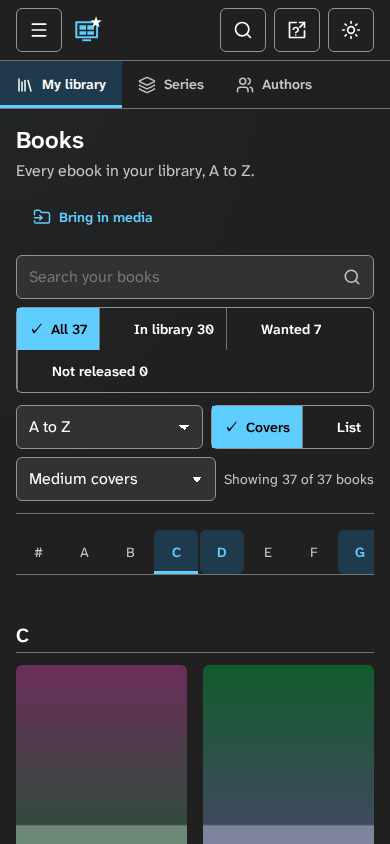 My library Series Authors
Books
Every ebook in your library, A to Z.
Bring in media
Search your books
✓ All 37 In library 30 Wanted 7
Not released 0
A to Z ✓ Covers List
Medium covers Showing 37 of 37 books
# A B C D E F G
C